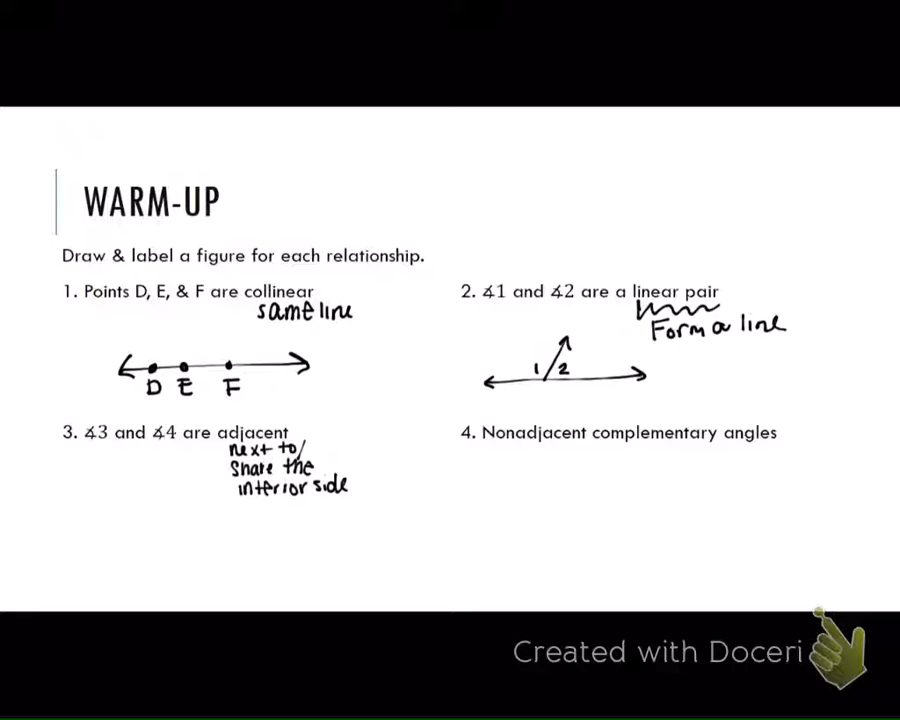 WARM-UP
Draw & label a figure for each relationship.
1. Points D, E, & F are collinear
same line
D E F
2. ∡1 and ∡2 are a linear pair
Form a line
1 2
3. ∡3 and ∡4 are adjacent
next to/
share the
interior side
4. Nonadjacent complementary angles
Created with Doceri